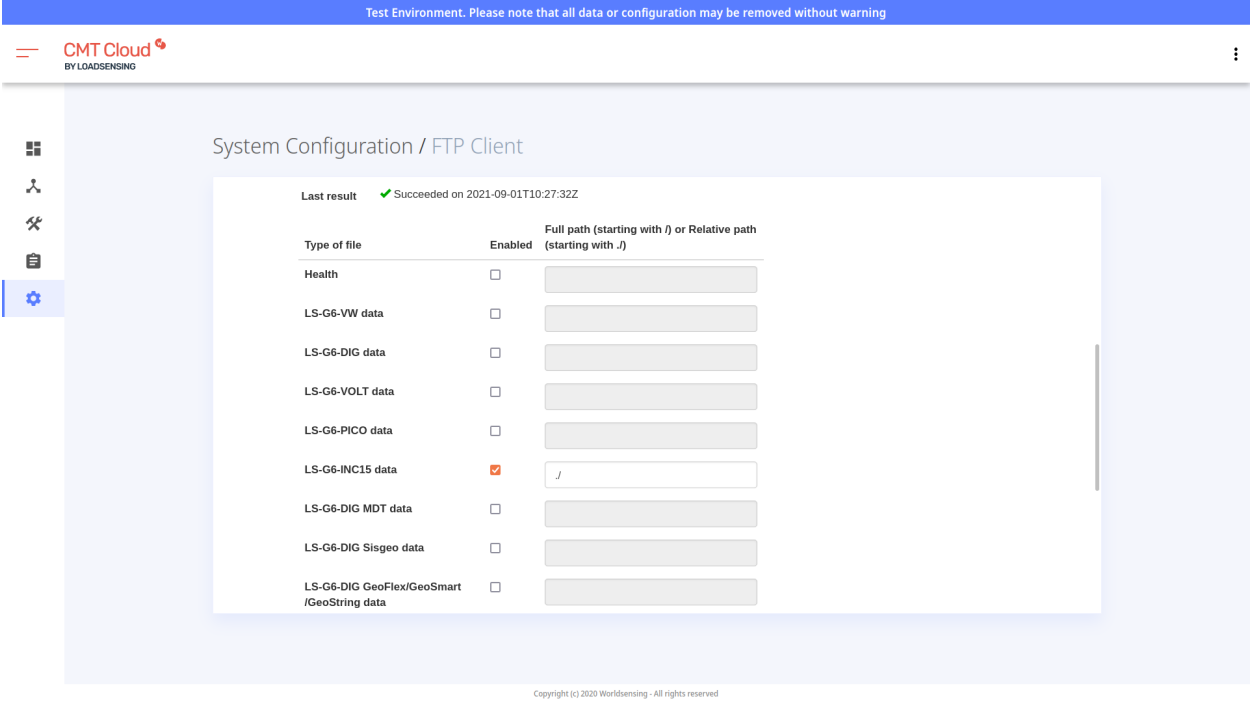 Test Environment. Please note that all data or configuration may be removed without warning
CMT Cloud
BY LOADSENSING
System Configuration / FTP Client
Last result Succeeded on 2021-09-01T10:27:32Z
Full path (starting with /) or Relative path
Type of file Enabled (starting with ./)
Health
LS-G6-VW data
LS-G6-DIG data
LS-G6-VOLT data
LS-G6-PICO data
LS-G6-INC15 data ./
LS-G6-DIG MDT data
LS-G6-DIG Sisgeo data
LS-G6-DIG GeoFlex/GeoSmart
/GeoString data
Copyright (c) 2020 Worldsensing - All rights reserved